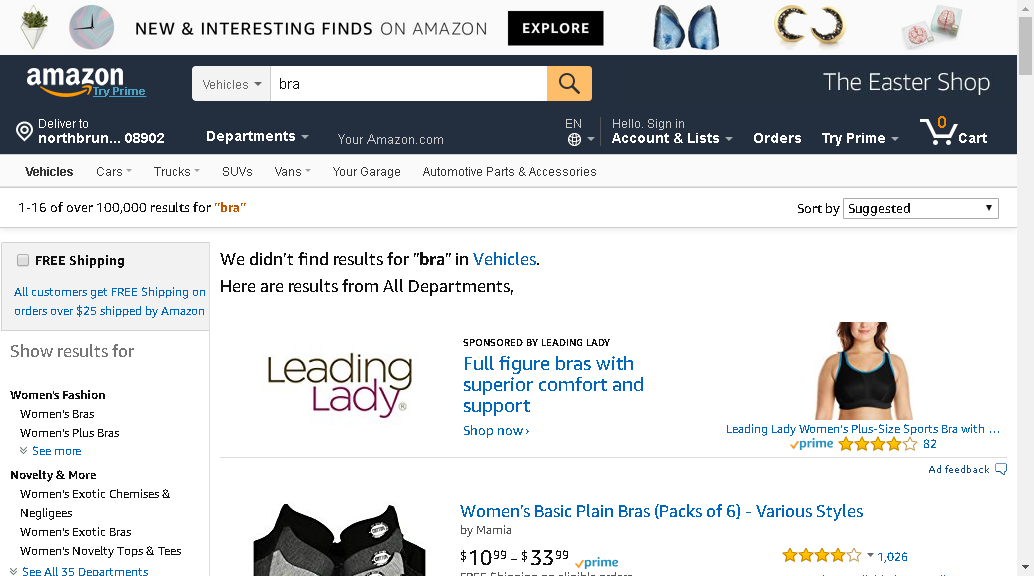 NEW & INTERESTING FINDS ON AMAZON
EXPLORE
amazon
Try Prime
Vehicles
bra
The Easter Shop
Deliver to
northbrun... 08902
Departments
Your Amazon.com
EN
Hello. Sign in
Account & Lists
Orders
Try Prime
0
Cart
Vehicles
Cars
Trucks
SUVs
Vans
Your Garage
Automotive Parts & Accessories
1-16 of over 100,000 results for "bra"
Sort by
Suggested
FREE Shipping
All customers get FREE Shipping on
orders over $25 shipped by Amazon
Show results for
Women's Fashion
Women's Bras
Women's Plus Bras
See more
Novelty & More
Women's Exotic Chemises &
Negligees
Women's Exotic Bras
Women's Novelty Tops & Tees
See All 35 Departments
We didn't find results for "bra" in Vehicles.
Here are results from All Departments,
Leading
Lady®
SPONSORED BY LEADING LADY
Full figure bras with
superior comfort and
support
Shop now ›
Leading Lady Women's Plus-Size Sports Bra with ...
prime
82
Ad feedback
Women's Basic Plain Bras (Packs of 6) - Various Styles
by Mamia
$10 99 - $33 99 prime
1,026
FREE Shipping on eligible orders